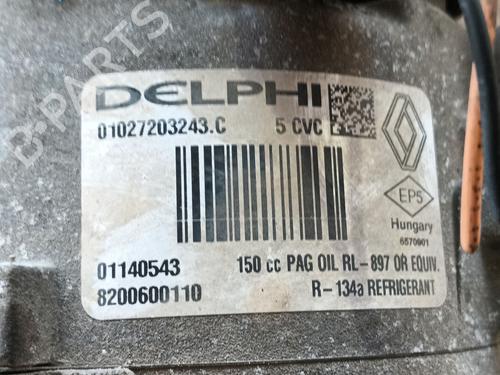 DELPHI
01027203243.C 5 CVC
EP5
Hungary
6570901
01140543 150 cc PAG OIL RL-897 OR EQUIV.
8200600110 R-134a REFRIGERANT
B-PARTS